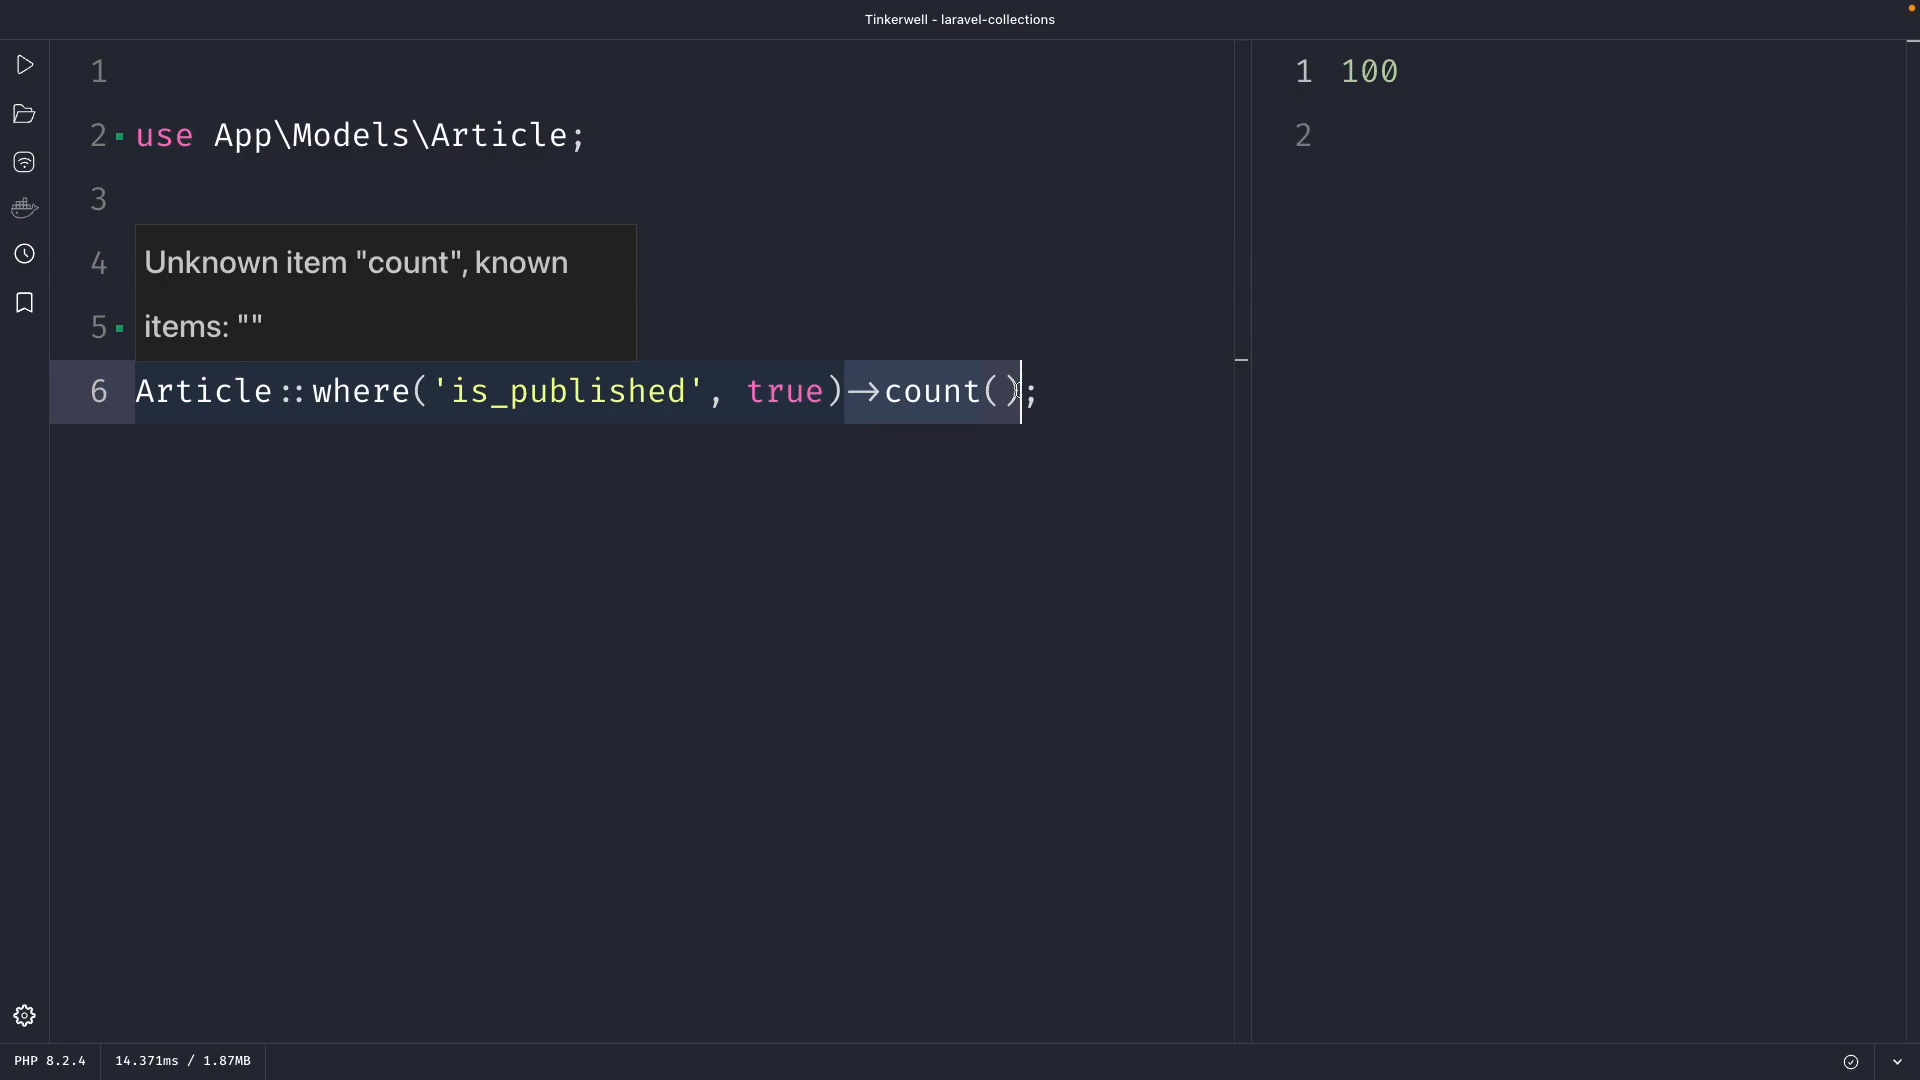 Tinkerwell - laravel-collections
1
2 use App\Models\Article;
3
4
5
Unknown item "count", known
items: ""
6 Article::where('is_published', true)->count();
1 100
2
PHP 8.2.4
14.371ms / 1.87MB